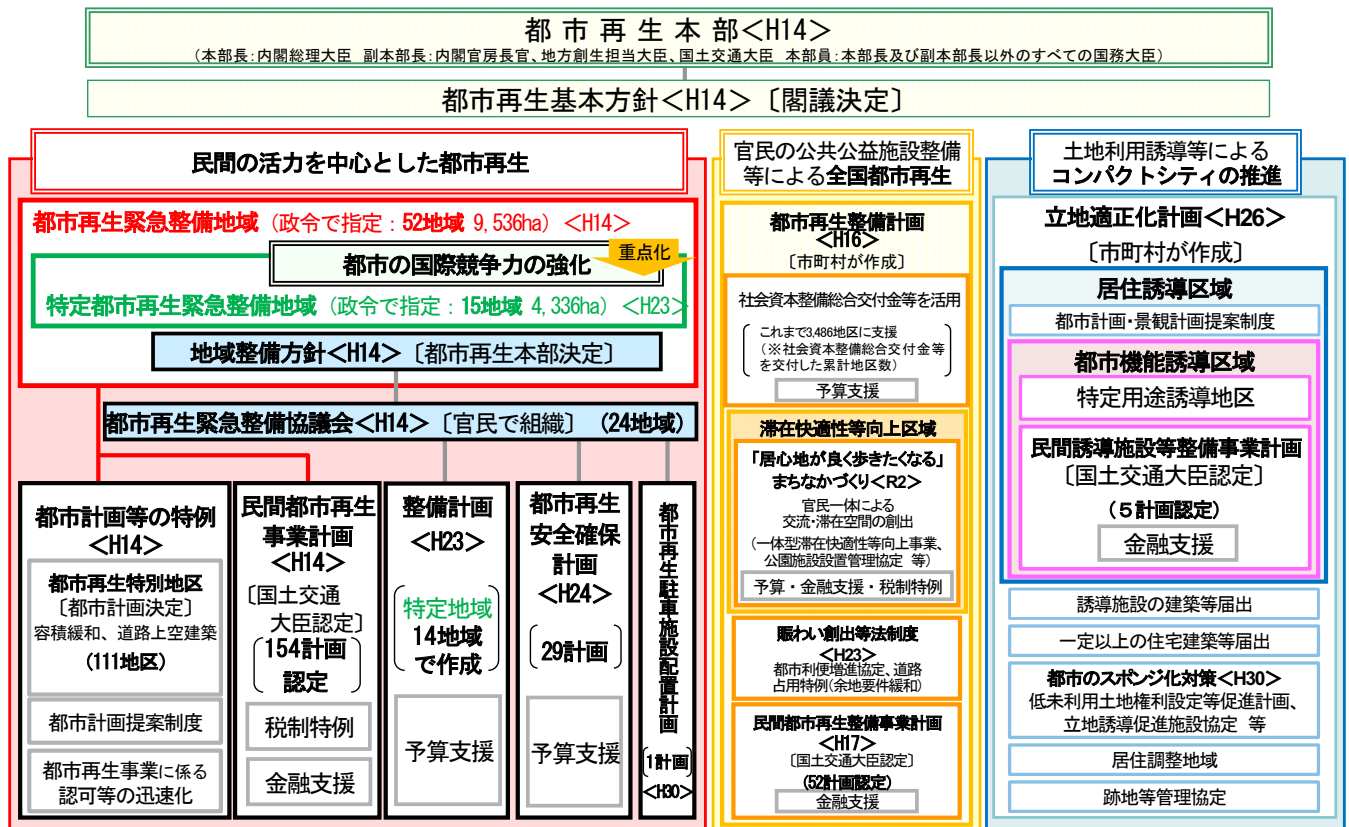 都市再生本部<H14>
(本部長:内閣総理大臣 副本部長:内閣官房長官、地方創生担当大臣、国土交通大臣 本部員:本部長及び副本部長以外のすべての国務大臣)
都市再生基本方針<H14>〔閣議決定〕
民間の活力を中心とした都市再生
都市再生緊急整備地域（政令で指定：52地域 9,536ha）<H14>
都市の国際競争力の強化
重点化
特定都市再生緊急整備地域（政令で指定：15地域 4,336ha）<H23>
地域整備方針<H14>〔都市再生本部決定〕
都市再生緊急整備協議会<H14>〔官民で組織〕（24地域）
都市計画等の特例
<H14>
都市再生特別地区
〔都市計画決定〕
容積緩和、道路上空建築
(111地区)
都市計画提案制度
都市再生事業に係る
認可等の迅速化
民間都市再生
事業計画
<H14>
〔国土交通
大臣認定〕
154計画
認定
税制特例
金融支援
整備計画
<H23>
特定地域
14地域
で作成
予算支援
都市再生
安全確保
計画
<H24>
29計画
予算支援
都市再生駐車施設配置計画
〔1計画〕
<H30>
官民の公共公益施設整備
等による全国都市再生
都市再生整備計画
<H16>
〔市町村が作成〕
社会資本整備総合交付金等を活用
これまで3,486地区に支援
(※社会資本整備総合交付金等
を交付した累計地区数)
予算支援
滞在快適性等向上区域
「居心地が良く歩きたくなる」
まちなかづくり<R2>
官民一体による
交流・滞在空間の創出
(一体型滞在快適性等向上事業、
公園施設設置管理協定 等)
予算・金融支援・税制特例
賑わい創出等法制度
<H23>
都市利便増進協定、道路
占用特例(余地要件緩和)
民間都市再生整備事業計画
<H17>
〔国土交通大臣認定〕
(52計画認定)
金融支援
土地利用誘導等による
コンパクトシティの推進
立地適正化計画<H26>
〔市町村が作成〕
居住誘導区域
都市計画・景観計画提案制度
都市機能誘導区域
特定用途誘導地区
民間誘導施設等整備事業計画
〔国土交通大臣認定〕
(５計画認定)
金融支援
誘導施設の建築等届出
一定以上の住宅建築等届出
都市のスポンジ化対策<H30>
低未利用土地権利設定等促進計画、
立地誘導促進施設協定 等
居住調整地域
跡地等管理協定